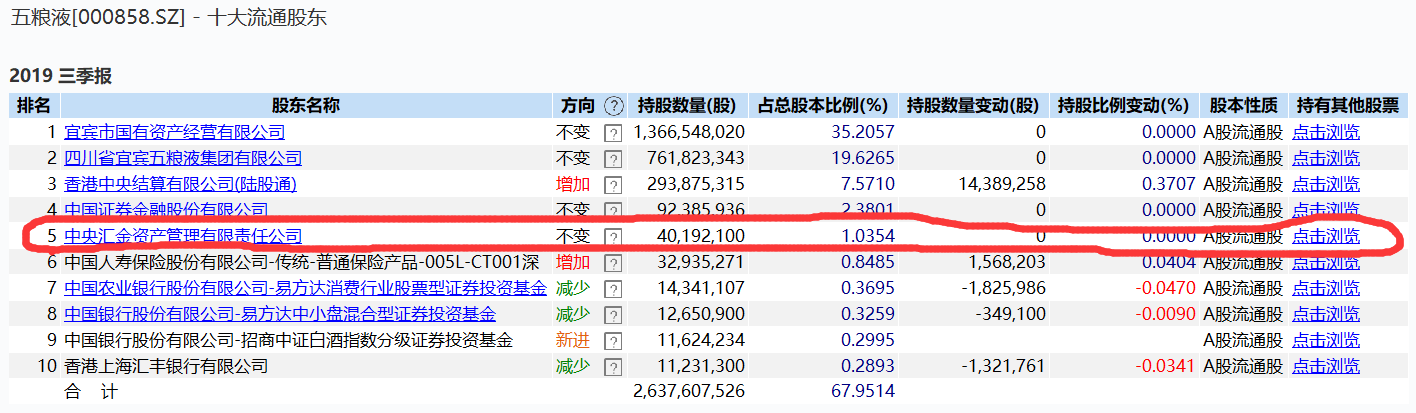 五粮液[000858.SZ] - 十大流通股东
2019 三季报
排名 股东名称 方向 ? 持股数量(股) 占总股本比例(%) 持股数量变动(股) 持股比例变动(%) 股本性质 持有其他股票
1 宜宾市国有资产经营有限公司 不变 ? 1,366,548,020 35.2057 0 0.0000 A股流通股 点击浏览
2 四川省宜宾五粮液集团有限公司 不变 ? 761,823,343 19.6265 0 0.0000 A股流通股 点击浏览
3 香港中央结算有限公司(陆股通) 增加 ? 293,875,315 7.5710 14,389,258 0.3707 A股流通股 点击浏览
4 中国证券金融股份有限公司 不变 ? 92,385,936 2.3801 0 0.0000 A股流通股 点击浏览
5 中央汇金资产管理有限责任公司 不变 ? 40,192,100 1.0354 0 0.0000 A股流通股 点击浏览
6 中国人寿保险股份有限公司-传统-普通保险产品-005L-CT001深 增加 ? 32,935,271 0.8485 1,568,203 0.0404 A股流通股 点击浏览
7 中国农业银行股份有限公司-易方达消费行业股票型证券投资基金 减少 ? 14,341,107 0.3695 -1,825,986 -0.0470 A股流通股 点击浏览
8 中国银行股份有限公司-易方达中小盘混合型证券投资基金 减少 ? 12,650,900 0.3259 -349,100 -0.0090 A股流通股 点击浏览
9 中国银行股份有限公司-招商中证白酒指数分级证券投资基金 新进 ? 11,624,234 0.2995 A股流通股 点击浏览
10 香港上海汇丰银行有限公司 减少 ? 11,231,300 0.2893 -1,321,761 -0.0341 A股流通股 点击浏览
合 计 2,637,607,526 67.9514